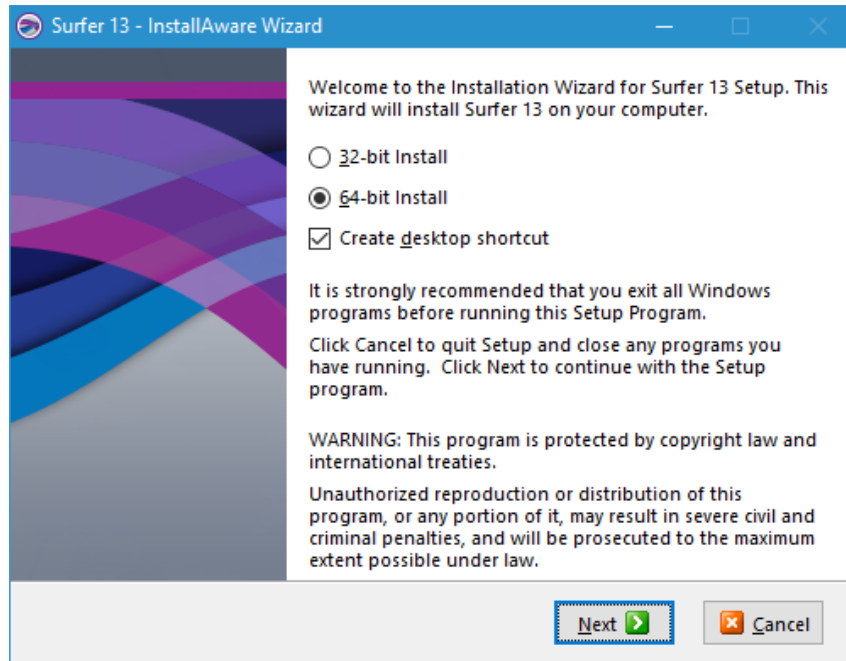 Surfer 13 - InstallAware Wizard
Welcome to the Installation Wizard for Surfer 13 Setup. This
wizard will install Surfer 13 on your computer.
32-bit Install
64-bit Install
Create desktop shortcut
It is strongly recommended that you exit all Windows
programs before running this Setup Program.
Click Cancel to quit Setup and close any programs you
have running.  Click Next to continue with the Setup
program.
WARNING: This program is protected by copyright law and
international treaties.
Unauthorized reproduction or distribution of this
program, or any portion of it, may result in severe civil and
criminal penalties, and will be prosecuted to the maximum
extent possible under law.
Next
Cancel